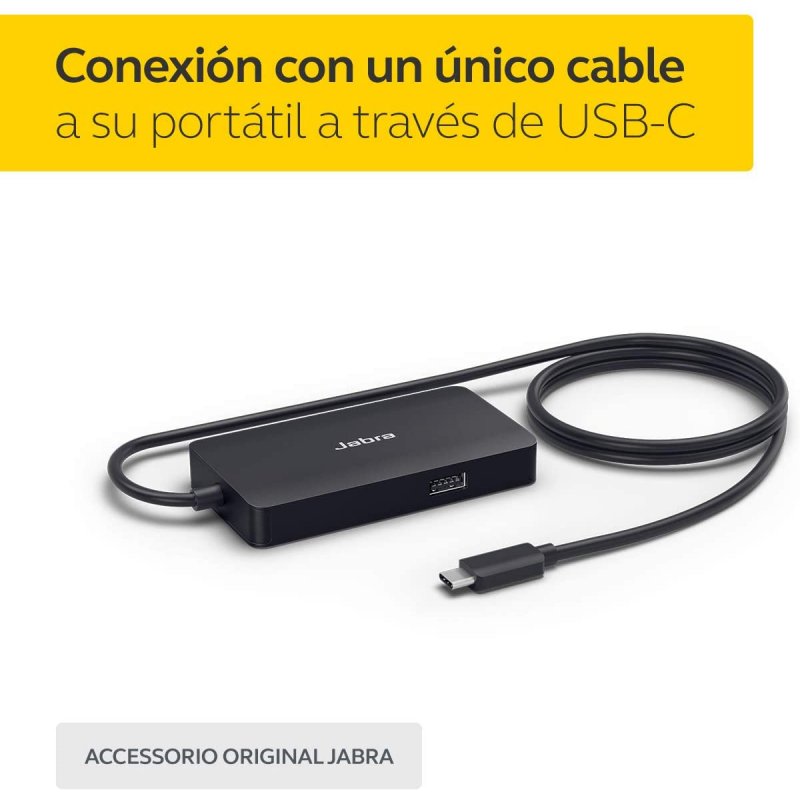 Conexión con un único cable
a su portátil a través de USB-C
Jabra
ACCESSORIO ORIGINAL JABRA